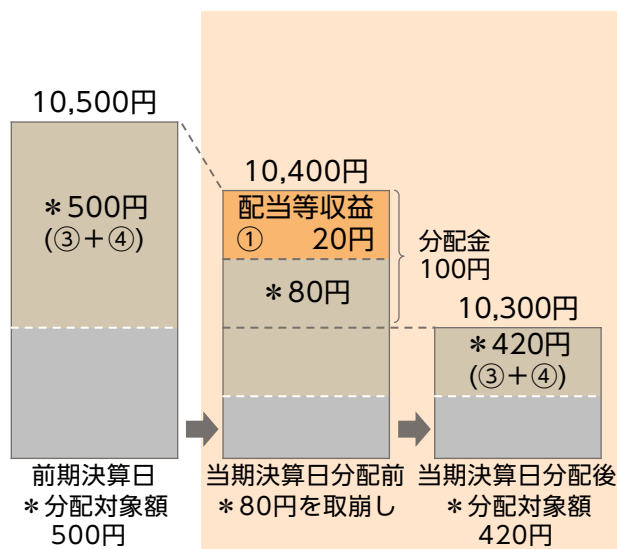 10,500円
＊500円
(③＋④)
前期決算日
＊分配対象額
500円
10,400円
配当等収益
① 20円
＊80円
分配金
100円
当期決算日分配前
＊80円を取崩し
10,300円
＊420円
(③＋④)
当期決算日分配後
＊分配対象額
420円